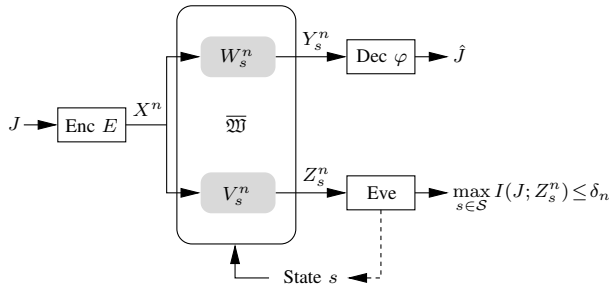 Y_s^n
W_s^n
Dec φ
Ĵ
X^n
J
Enc E
𝔚̅
Z_s^n
V_s^n
Eve
max_{s∈𝒮} I(J; Z_s^n) ≤ δ_n
State s